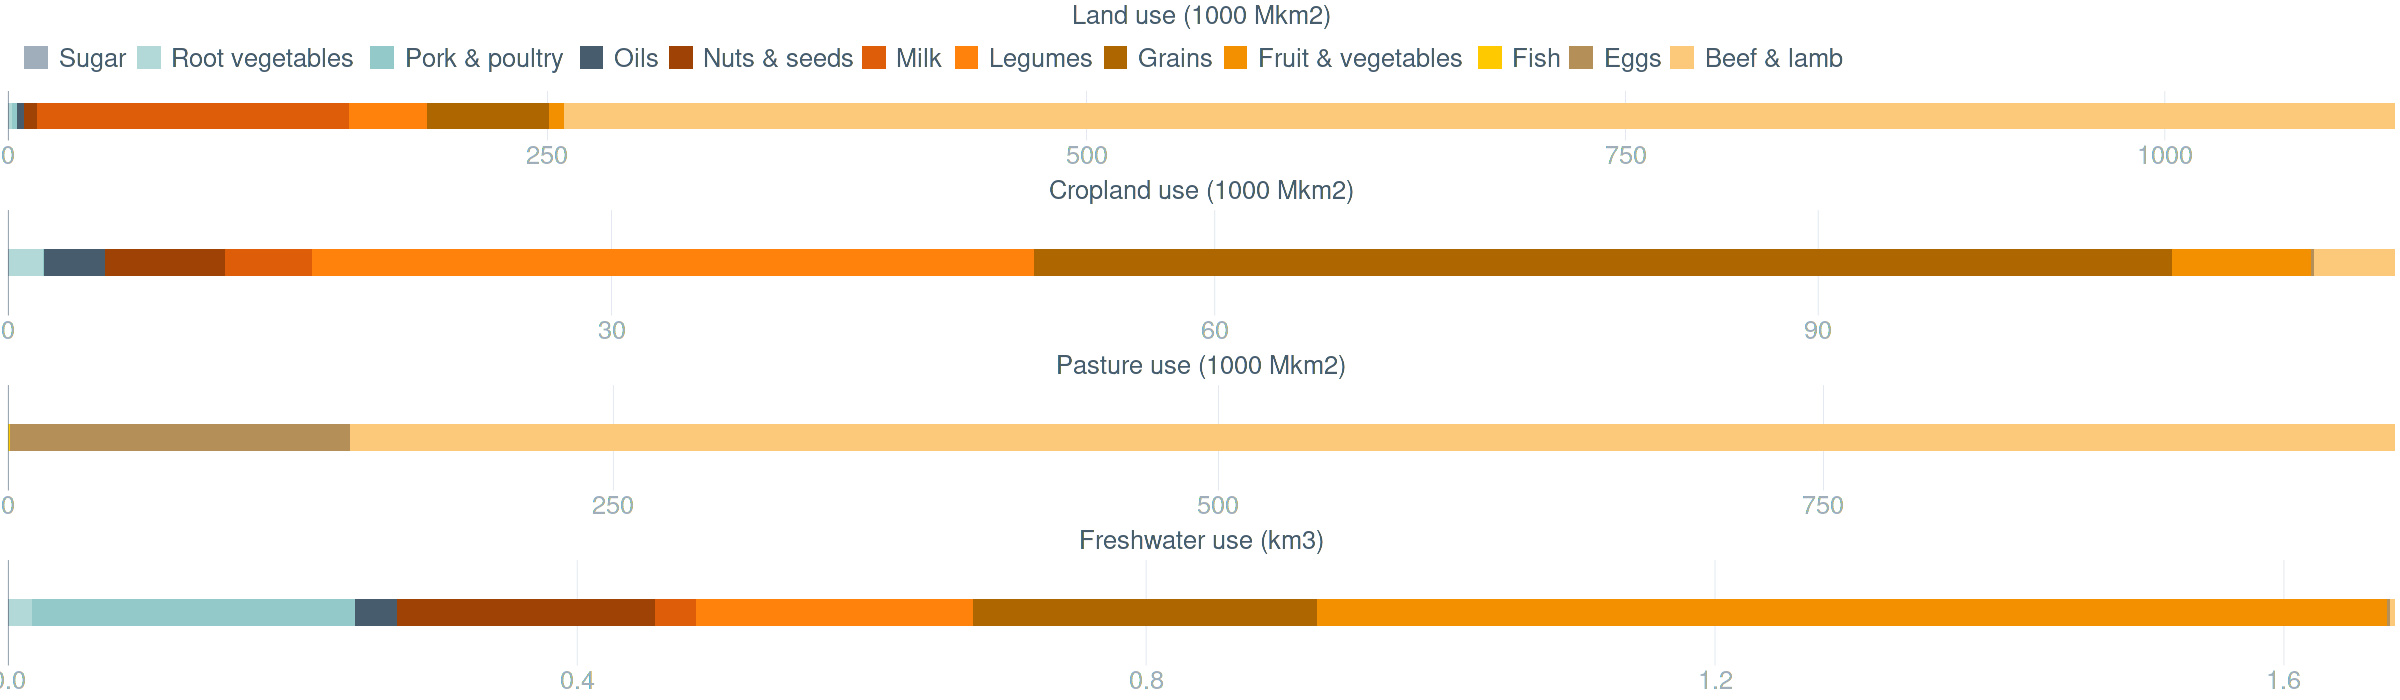 Land use (1000 Mkm2)
Sugar Root vegetables Pork & poultry Oils Nuts & seeds Milk Legumes Grains Fruit & vegetables Fish Eggs Beef & lamb
0 250 500 750 1000
Cropland use (1000 Mkm2)
0 30 60 90
Pasture use (1000 Mkm2)
0 250 500 750
Freshwater use (km3)
0.0 0.4 0.8 1.2 1.6